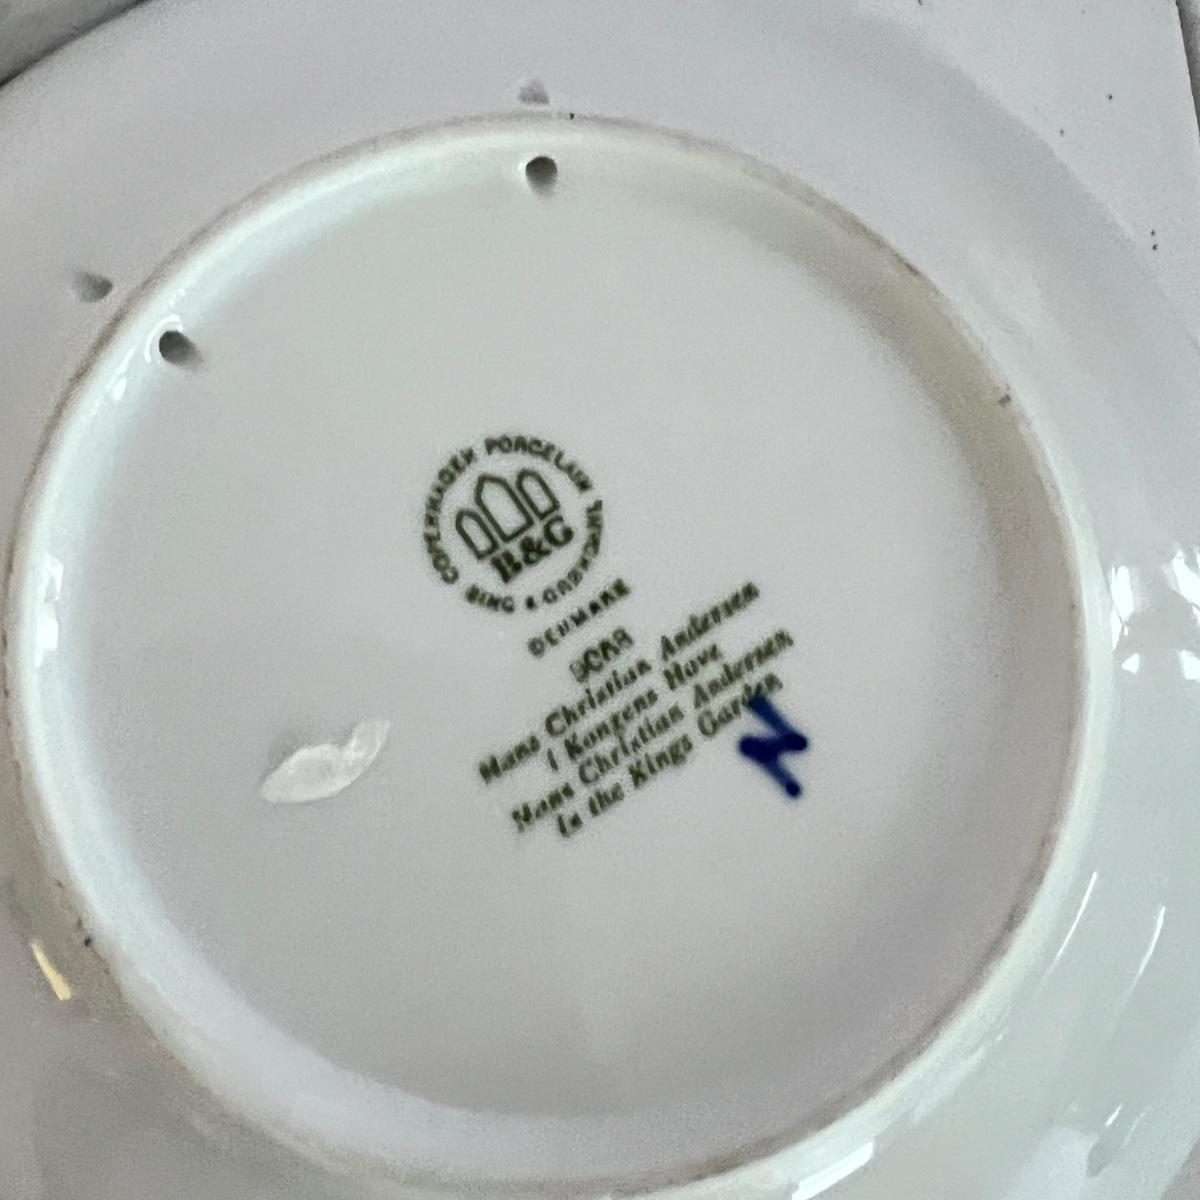 COPENHAGEN PORCELAIN
BING & GRØNDAHL
B&G
DENMARK
Hans Christian Andersen
i Kongens Have
Hans Christian Andersen
in the Kings Garden